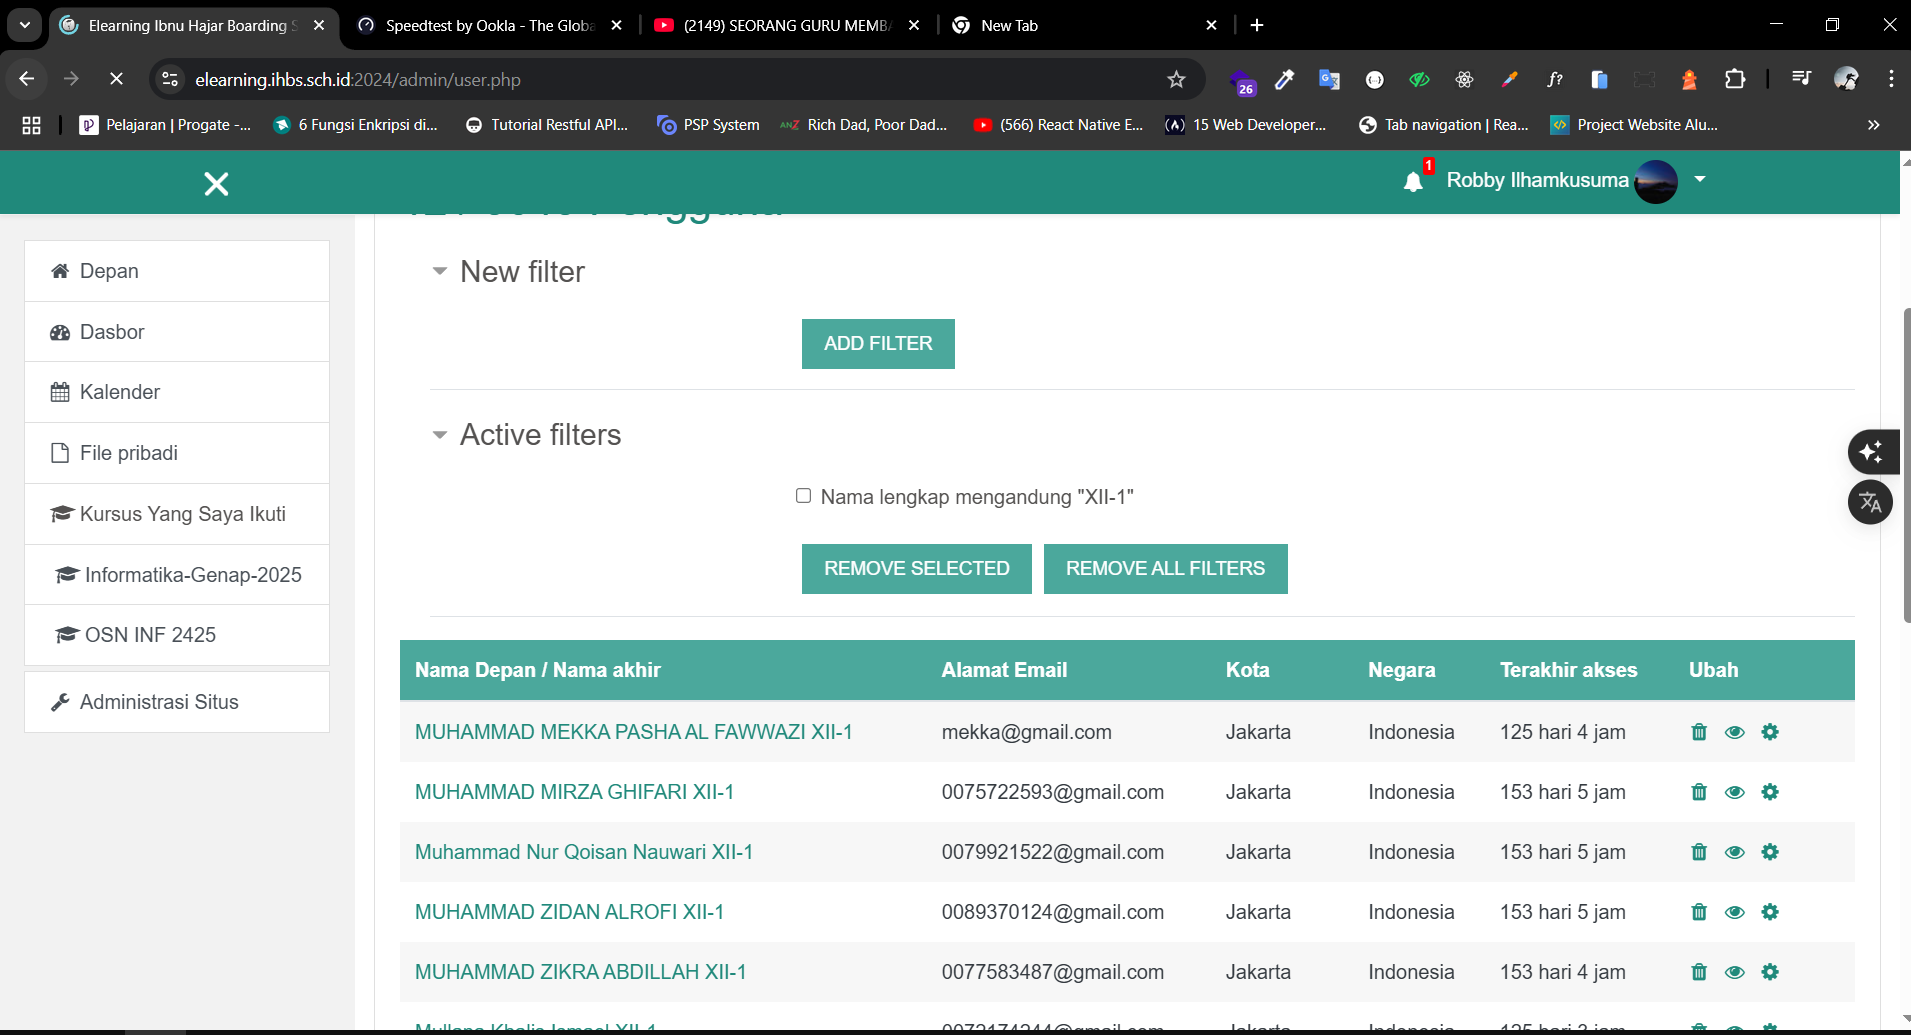 Elearning Ibnu Hajar Boarding S
Speedtest by Ookla - The Globa
(2149) SEORANG GURU MEMBA
New Tab
elearning.ihbs.sch.id:2024/admin/user.php
26
Pelajaran | Progate -...
6 Fungsi Enkripsi di...
Tutorial Restful API...
PSP System
Rich Dad, Poor Dad...
(566) React Native E...
15 Web Developer...
Tab navigation | Rea...
Project Website Alu...
1
Robby Ilhamkusuma
Depan
Dasbor
Kalender
File pribadi
Kursus Yang Saya Ikuti
Informatika-Genap-2025
OSN INF 2425
Administrasi Situs
New filter
ADD FILTER
Active filters
Nama lengkap mengandung "XII-1"
REMOVE SELECTED REMOVE ALL FILTERS
Nama Depan / Nama akhir Alamat Email Kota Negara Terakhir akses Ubah
MUHAMMAD MEKKA PASHA AL FAWWAZI XII-1 mekka@gmail.com Jakarta Indonesia 125 hari 4 jam
MUHAMMAD MIRZA GHIFARI XII-1 0075722593@gmail.com Jakarta Indonesia 153 hari 5 jam
Muhammad Nur Qoisan Nauwari XII-1 0079921522@gmail.com Jakarta Indonesia 153 hari 5 jam
MUHAMMAD ZIDAN ALROFI XII-1 0089370124@gmail.com Jakarta Indonesia 153 hari 5 jam
MUHAMMAD ZIKRA ABDILLAH XII-1 0077583487@gmail.com Jakarta Indonesia 153 hari 4 jam